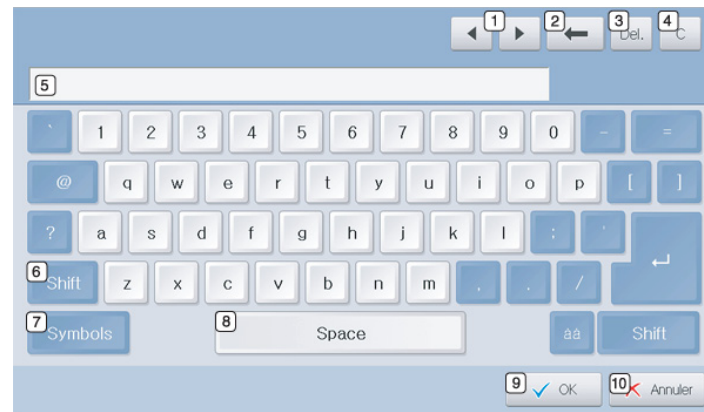 1 2 3 Del. 4 C
5
` 1 2 3 4 5 6 7 8 9 0 - =
@ q w e r t y u i o p [ ]
? a s d f g h j k l ; '
6 Shift z x c v b n m , . /
7 Symbols 8 Space áâ Shift
9 OK 10 Annuler